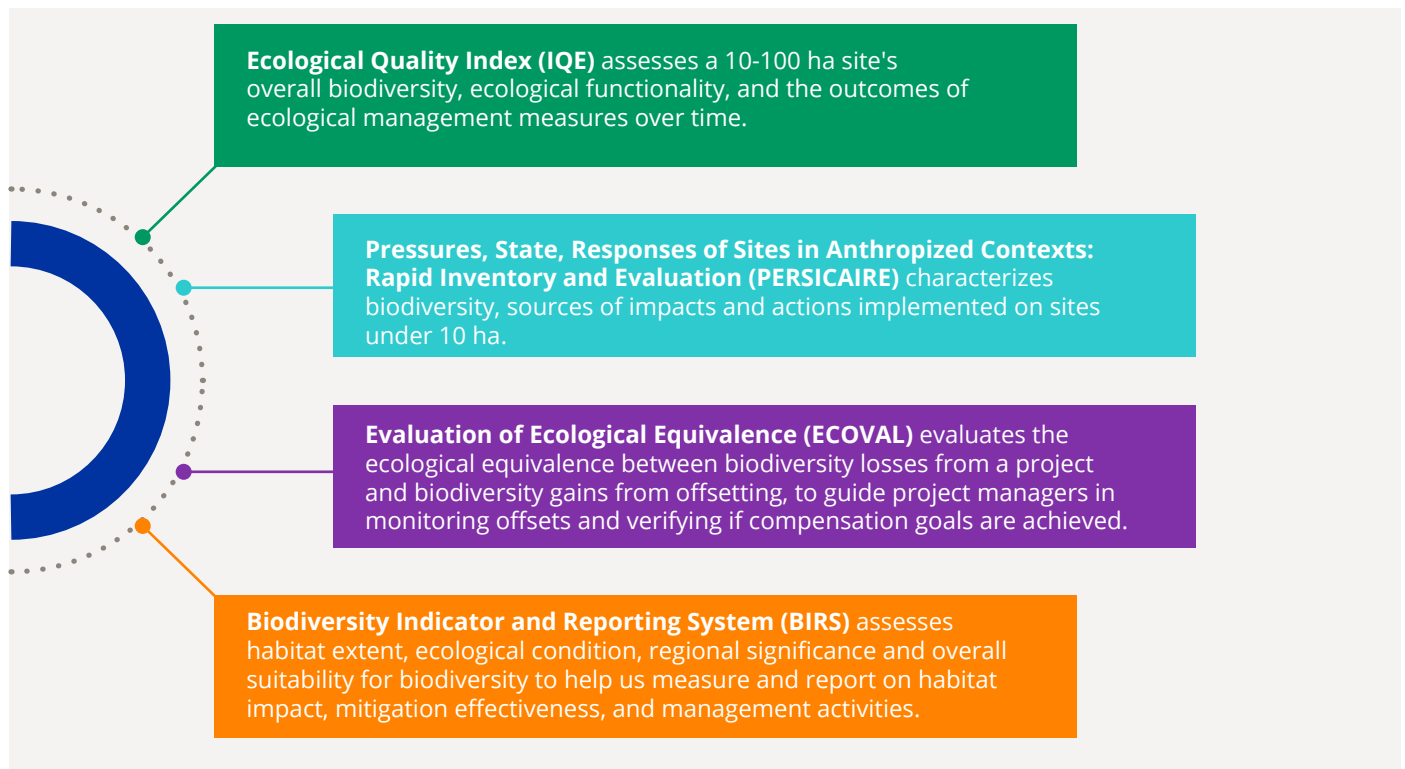 Ecological Quality Index (IQE) assesses a 10-100 ha site's
overall biodiversity, ecological functionality, and the outcomes of
ecological management measures over time.
Pressures, State, Responses of Sites in Anthropized Contexts:
Rapid Inventory and Evaluation (PERSICAIRE) characterizes
biodiversity, sources of impacts and actions implemented on sites
under 10 ha.
Evaluation of Ecological Equivalence (ECOVAL) evaluates the
ecological equivalence between biodiversity losses from a project
and biodiversity gains from offsetting, to guide project managers in
monitoring offsets and verifying if compensation goals are achieved.
Biodiversity Indicator and Reporting System (BIRS) assesses
habitat extent, ecological condition, regional significance and overall
suitability for biodiversity to help us measure and report on habitat
impact, mitigation effectiveness, and management activities.